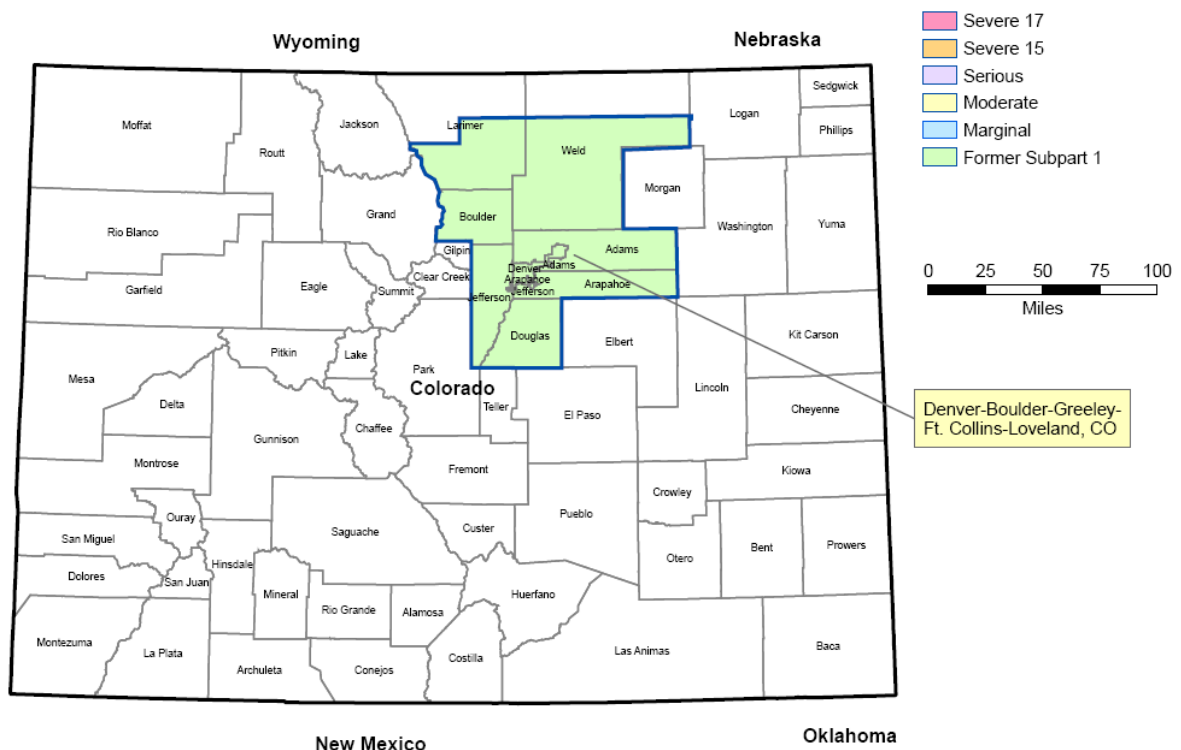 Wyoming
Nebraska
Severe 17
Severe 15
Serious
Moderate
Marginal
Former Subpart 1
0 25 50 75 100
Miles
Moffat
Routt
Jackson
Larimer
Weld
Logan
Sedgwick
Phillips
Morgan
Washington
Yuma
Rio Blanco
Grand
Boulder
Gilpin
Adams
Garfield
Eagle
Summit
Clear Creek
Denver
Adams
Arapahoe
Jefferson
Jefferson
Arapahoe
Douglas
Elbert
Kit Carson
Pitkin
Lake
Park
Lincoln
Mesa
Colorado
Delta
Teller
El Paso
Cheyenne
Denver-Boulder-Greeley-
Ft. Collins-Loveland, CO
Gunnison
Chaffee
Montrose
Fremont
Kiowa
Crowley
Ouray
Saguache
Custer
Pueblo
San Miguel
Hinsdale
Otero
Bent
Prowers
Dolores
San Juan
Mineral
Rio Grande
Alamosa
Huerfano
Montezuma
La Plata
Archuleta
Conejos
Costilla
Las Animas
Baca
New Mexico
Oklahoma